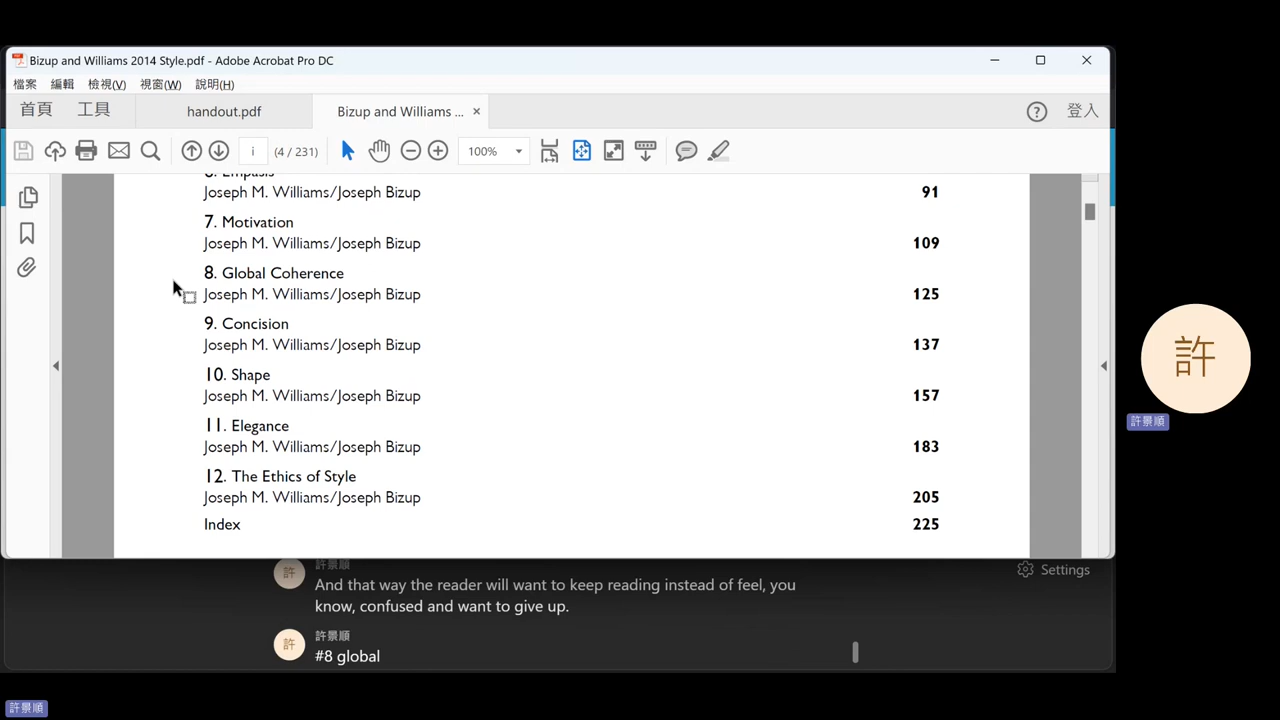 Bizup and Williams 2014 Style.pdf - Adobe Acrobat Pro DC
檔案 編輯 檢視(V) 視窗(W) 說明(H)
首頁 工具 handout.pdf Bizup and Williams ... × ? 登入
i (4 / 231) 100%
6. Empasis
Joseph M. Williams/Joseph Bizup 91
7. Motivation
Joseph M. Williams/Joseph Bizup 109
8. Global Coherence
Joseph M. Williams/Joseph Bizup 125
9. Concision
Joseph M. Williams/Joseph Bizup 137
10. Shape
Joseph M. Williams/Joseph Bizup 157
11. Elegance
Joseph M. Williams/Joseph Bizup 183
12. The Ethics of Style
Joseph M. Williams/Joseph Bizup 205
Index 225
許
許景順
許景順
許
And that way the reader will want to keep reading instead of feel, you
know, confused and want to give up.
Settings
許景順
許
#8 global
許景順